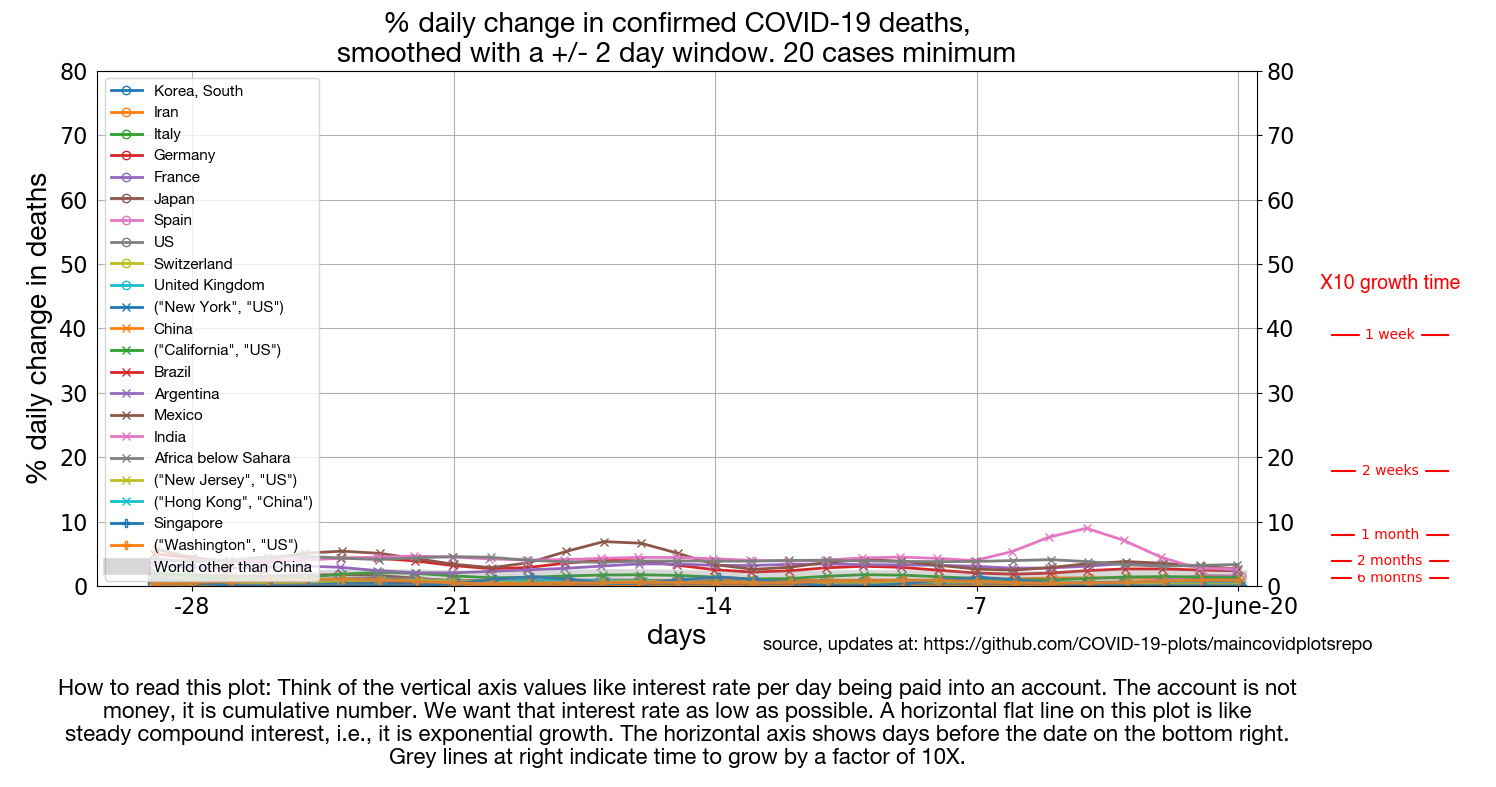 % daily change in confirmed COVID-19 deaths,
smoothed with a +/- 2 day window. 20 cases minimum
% daily change in deaths
80
70
60
50
40
30
20
10
0
Korea, South
Iran
Italy
Germany
France
Japan
Spain
US
Switzerland
United Kingdom
("New York", "US")
China
("California", "US")
Brazil
Argentina
Mexico
India
Africa below Sahara
("New Jersey", "US")
("Hong Kong", "China")
Singapore
("Washington", "US")
World other than China
80
70
60
50
40
30
20
10
0
X10 growth time
1 week
2 weeks
1 month
2 months
6 months
-28
-21
-14
-7
20-June-20
days
source, updates at: https://github.com/COVID-19-plots/maincovidplotsrepo
How to read this plot: Think of the vertical axis values like interest rate per day being paid into an account. The account is not
money, it is cumulative number. We want that interest rate as low as possible. A horizontal flat line on this plot is like
steady compound interest, i.e., it is exponential growth. The horizontal axis shows days before the date on the bottom right.
Grey lines at right indicate time to grow by a factor of 10X.